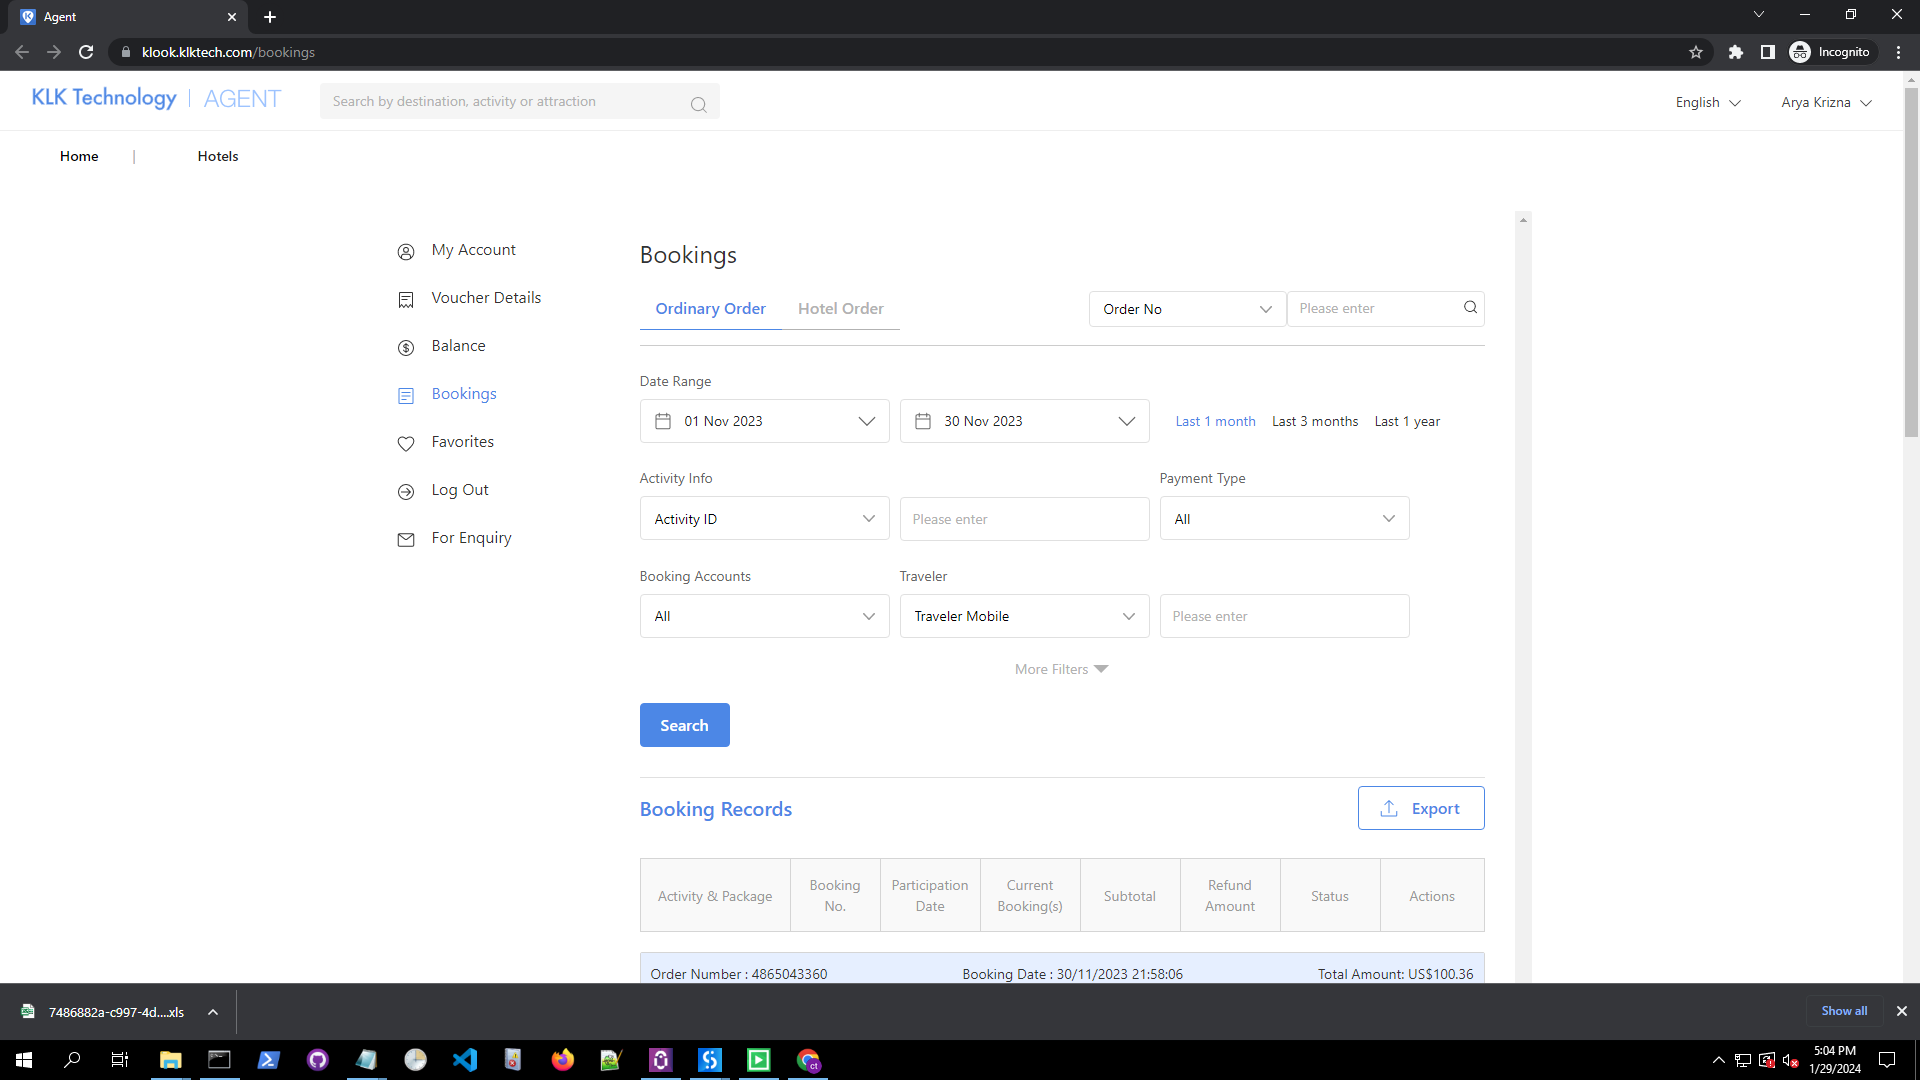 Agent
klook.klktech.com/bookings
Incognito
KLK Technology | AGENT
Search by destination, activity or attraction
English
Arya Krizna
Home |
Hotels
My Account
Voucher Details
Balance
Bookings
Favorites
Log Out
For Enquiry
Bookings
Ordinary Order
Hotel Order
Order No
Please enter
Date Range
01 Nov 2023
30 Nov 2023
Last 1 month
Last 3 months
Last 1 year
Activity Info
Payment Type
Activity ID
Please enter
All
Booking Accounts
Traveler
All
Traveler Mobile
Please enter
More Filters
Search
Booking Records
Export
Activity & Package
Booking
No.
Participation
Date
Current
Booking(s)
Subtotal
Refund
Amount
Status
Actions
Order Number : 4865043360
Booking Date : 30/11/2023 21:58:06
Total Amount: US$100.36
7486882a-c997-4d....xls
Show all
5:04 PM
1/29/2024